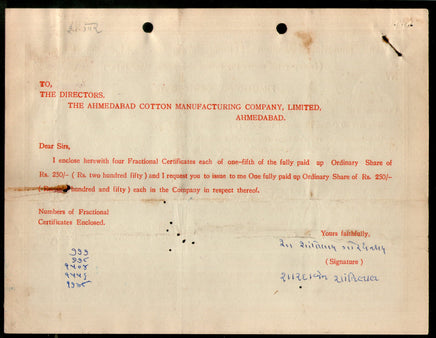 TO,
THE DIRECTORS.
THE AHMEDABAD COTTON MANUFACTURING COMPANY, LIMITED,
AHMEDABAD.
Dear Sirs,
I enclose herewith four Fractional Certificates each of one-fifth of the fully paid up Ordinary Share of
Rs. 250/- ( Rs. two hundred fifty ) and I request you to issue to me One fully paid up Ordinary Share of Rs. 250/-
hundred and fifty ) each in the Company in respect thereof.
Numbers of Fractional
Certificates Enclosed.
Yours faithfully,
(Signature)